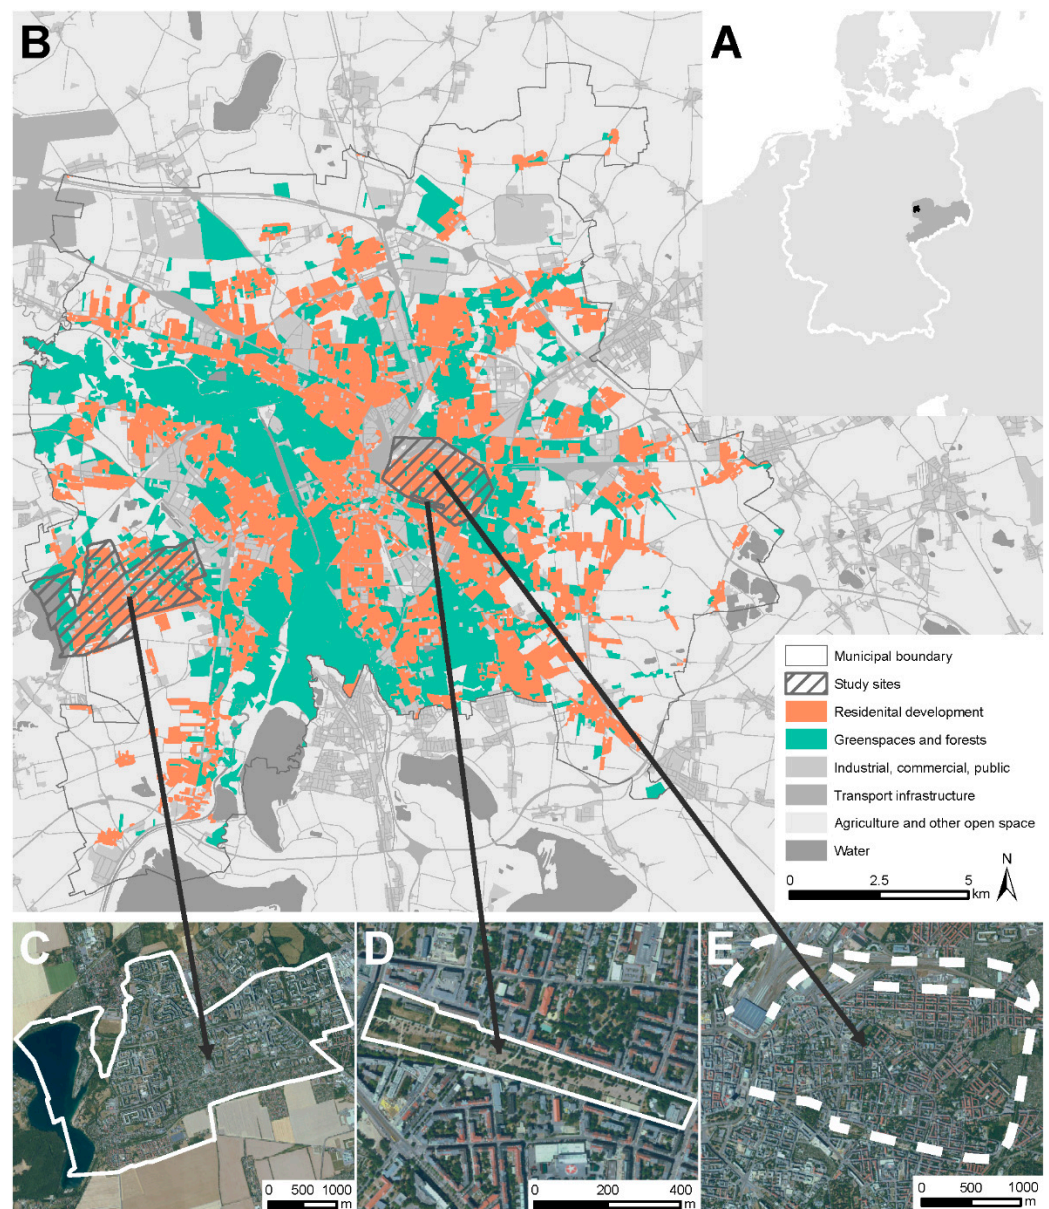 B
A
Municipal boundary
Study sites
Residenital development
Greenspaces and forests
Industrial, commercial, public
Transport infrastructure
Agriculture and other open space
Water
N
0 2.5 5
km
C
D
E
0 500 1000
m
0 200 400
m
0 500 1000
m